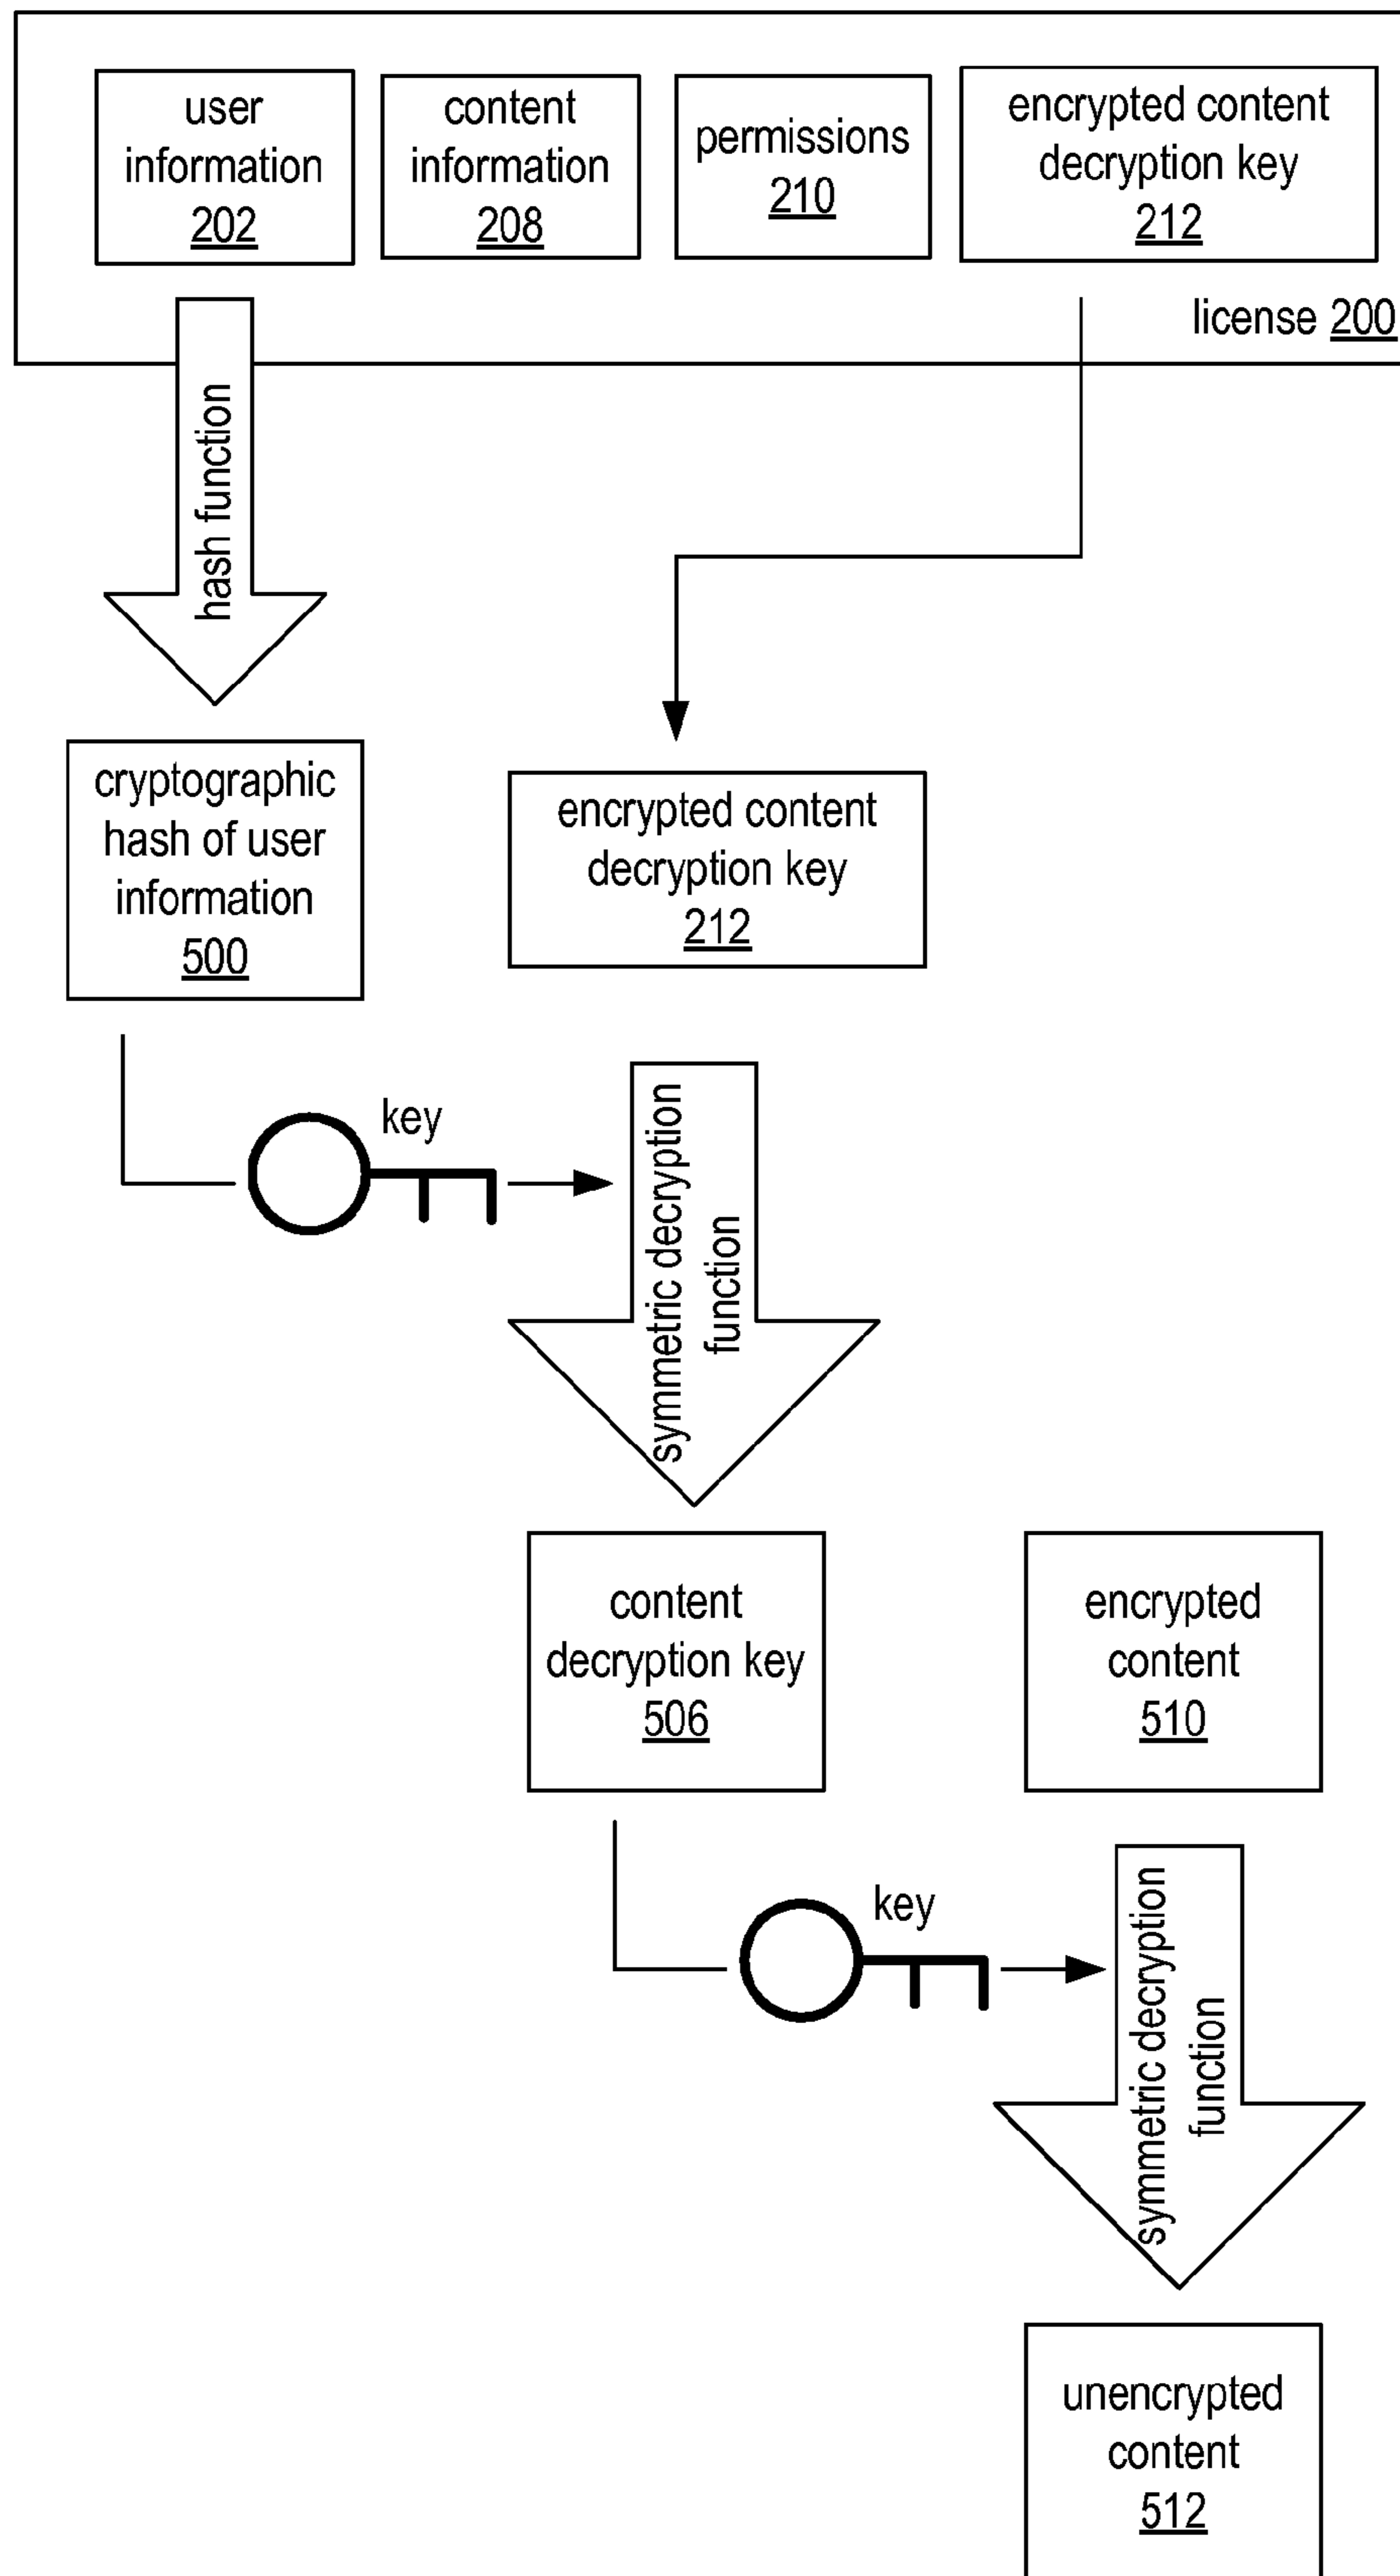 user
information
202
content
information
208
permissions
210
encrypted content
decryption key
212
license 200
hash function
cryptographic
hash of user
information
500
encrypted content
decryption key
212
key
symmetric decryption
function
content
decryption key
506
encrypted
content
510
key
symmetric decryption
function
unencrypted
content
512